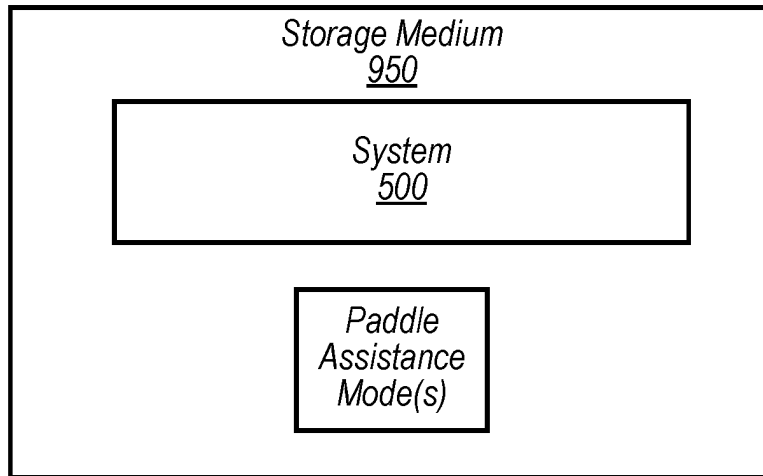 Storage Medium
950
System
500
Paddle
Assistance
Mode(s)